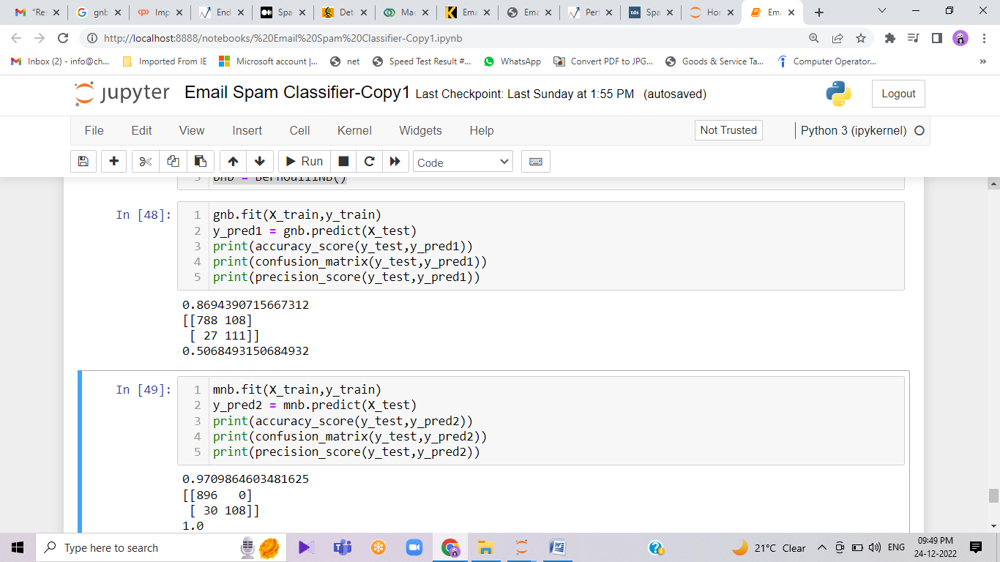 "Re:
gnb
Imp
End
Spa
Det
Mac
Ema
Ema
Perf
tds Spa
Hor
Ema
http://localhost:8888/notebooks/%20Email%20Spam%20Classifier-Copy1.ipynb
Inbox (2) - info@ch... Imported From IE Microsoft account |... net Speed Test Result #... WhatsApp Convert PDF to JPG... Goods & Service Ta... Computer Operator... »
jupyter Email Spam Classifier-Copy1 Last Checkpoint: Last Sunday at 1:55 PM (autosaved) Logout
File Edit View Insert Cell Kernel Widgets Help Not Trusted Python 3 (ipykernel)
Run Code
bnb = BernoulliNB()
In [48]:
1 gnb.fit(X_train,y_train)
2 y_pred1 = gnb.predict(X_test)
3 print(accuracy_score(y_test,y_pred1))
4 print(confusion_matrix(y_test,y_pred1))
5 print(precision_score(y_test,y_pred1))
0.8694390715667312
[[788 108]
[ 27 111]]
0.5068493150684932
In [49]:
1 mnb.fit(X_train,y_train)
2 y_pred2 = mnb.predict(X_test)
3 print(accuracy_score(y_test,y_pred2))
4 print(confusion_matrix(y_test,y_pred2))
5 print(precision_score(y_test,y_pred2))
0.9709864603481625
[[896   0]
[ 30 108]]
1.0
Type here to search 21°C Clear ENG 09:49 PM
24-12-2022